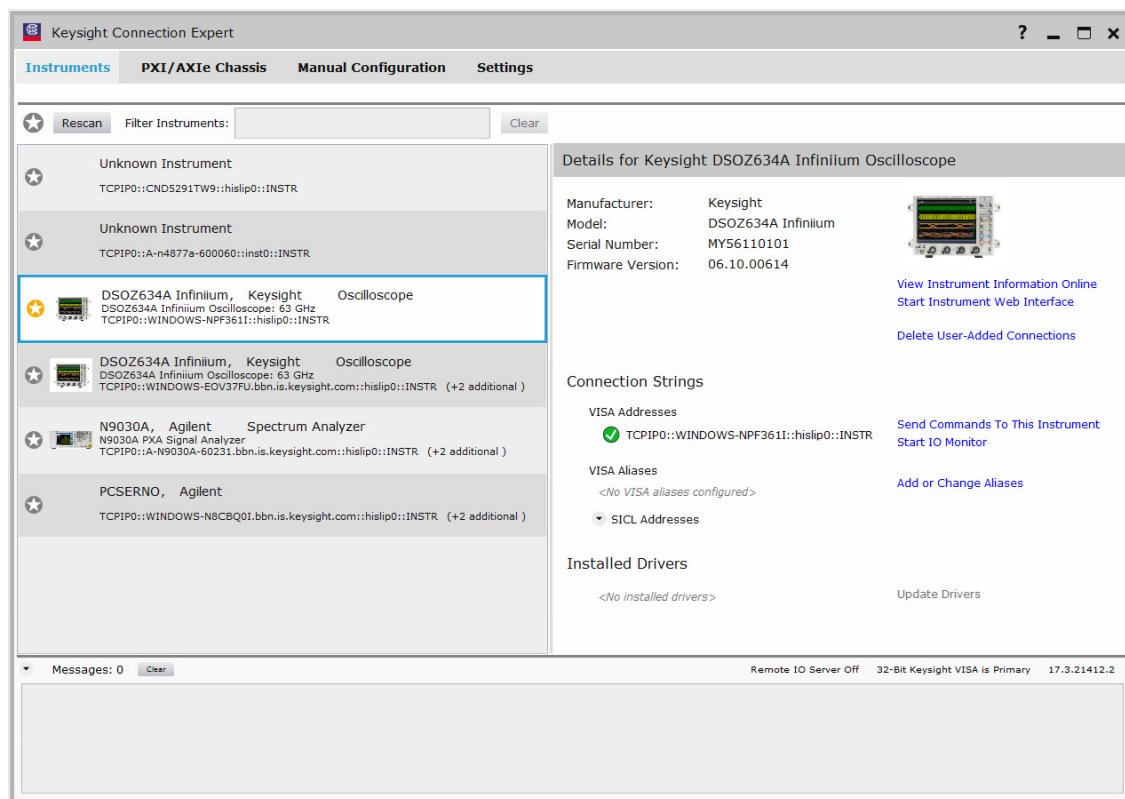 Keysight Connection Expert
Instruments PXI/AXIe Chassis Manual Configuration Settings
Rescan Filter Instruments: Clear
Unknown Instrument
TCPIP0::CND5291TW9::hislip0::INSTR
Unknown Instrument
TCPIP0::A-n4877a-600060::inst0::INSTR
DSOZ634A Infiniium, Keysight Oscilloscope
DSOZ634A Infiniium Oscilloscope: 63 GHz
TCPIP0::WINDOWS-NPF361I::hislip0::INSTR
DSOZ634A Infiniium, Keysight Oscilloscope
DSOZ634A Infiniium Oscilloscope: 63 GHz
TCPIP0::WINDOWS-EOV37FU.bbn.is.keysight.com::hislip0::INSTR (+2 additional )
N9030A, Agilent Spectrum Analyzer
N9030A PXA Signal Analyzer
TCPIP0::A-N9030A-60231.bbn.is.keysight.com::hislip0::INSTR (+2 additional )
PCSERNO, Agilent
TCPIP0::WINDOWS-N8CBQ0I.bbn.is.keysight.com::hislip0::INSTR (+2 additional )
Details for Keysight DSOZ634A Infiniium Oscilloscope
Manufacturer: Keysight
Model: DSOZ634A Infiniium
Serial Number: MY56110101
Firmware Version: 06.10.00614
View Instrument Information Online
Start Instrument Web Interface
Delete User-Added Connections
Connection Strings
VISA Addresses
TCPIP0::WINDOWS-NPF361I::hislip0::INSTR
Send Commands To This Instrument
Start IO Monitor
VISA Aliases
<No VISA aliases configured>
Add or Change Aliases
SICL Addresses
Installed Drivers
<No installed drivers>
Update Drivers
Messages: 0 Clear
Remote IO Server Off 32-Bit Keysight VISA is Primary 17.3.21412.2